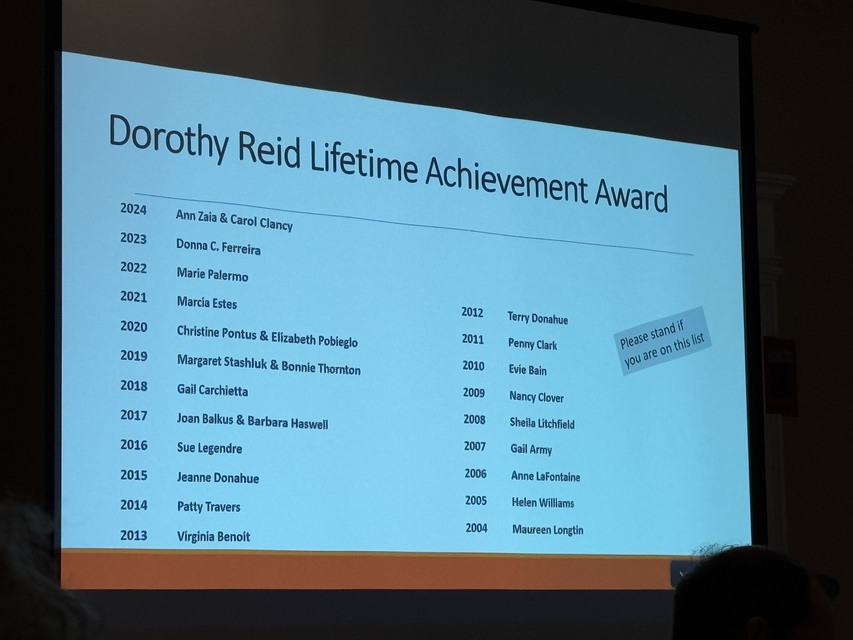 Dorothy Reid Lifetime Achievement Award
2024 Ann Zaia & Carol Clancy
2023 Donna C. Ferreira
2022 Marie Palermo
2021 Marcia Estes
2020 Christine Pontus & Elizabeth Pobieglo
2019 Margaret Stashluk & Bonnie Thornton
2018 Gail Carchietta
2017 Joan Balkus & Barbara Haswell
2016 Sue Legendre
2015 Jeanne Donahue
2014 Patty Travers
2013 Virginia Benoit
2012 Terry Donahue
2011 Penny Clark
2010 Evie Bain
2009 Nancy Clover
2008 Sheila Litchfield
2007 Gail Army
2006 Anne LaFontaine
2005 Helen Williams
2004 Maureen Longtin
Please stand if
you are on this list